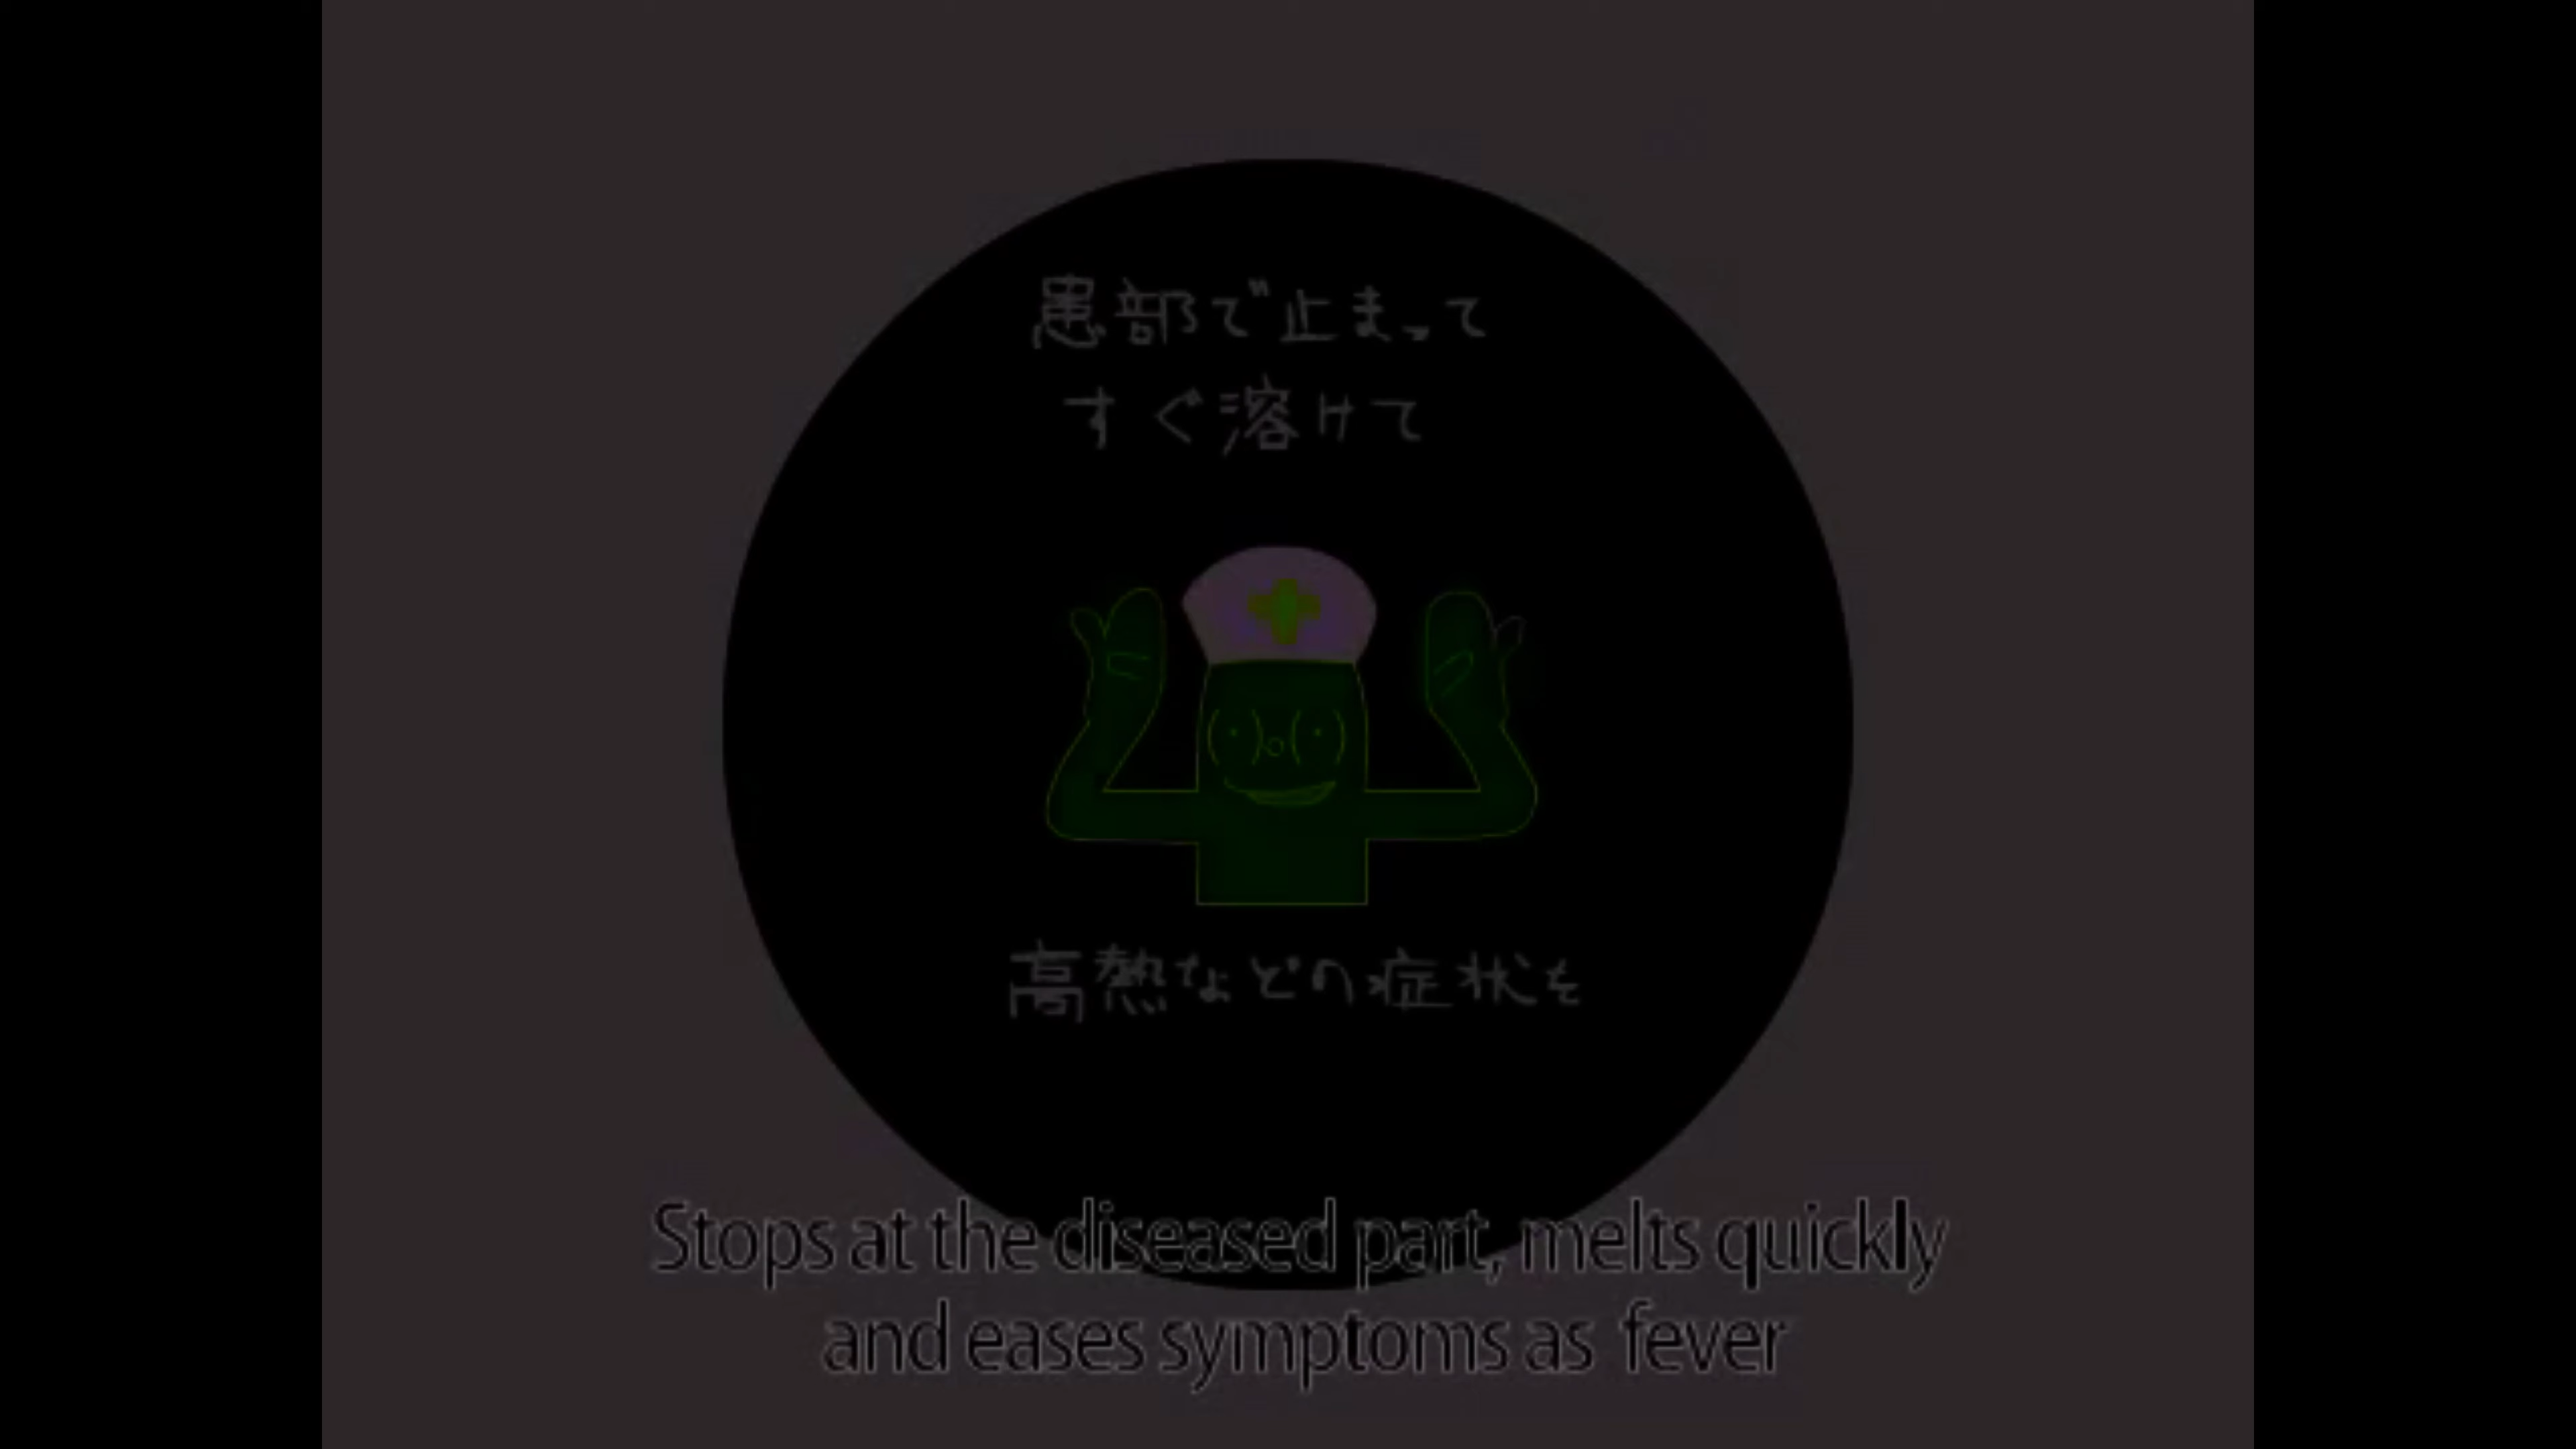 患部で止まって
すぐ溶けて
高熱などの症状を
Stops at the diseased part, melts quickly
and eases symptoms as fever